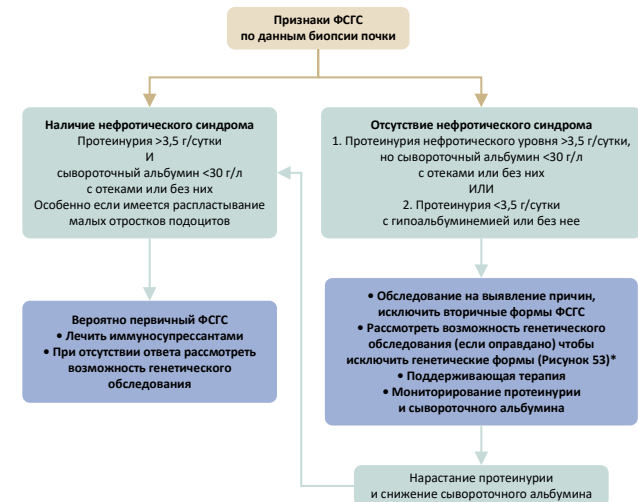 Признаки ФСГС
по данным биопсии почки
Наличие нефротического синдрома
Протеинурия >3,5 г/сутки
И
сывороточный альбумин <30 г/л
с отеками или без них
Особенно если имеется распластывание
малых отростков подоцитов
Отсутствие нефротического синдрома
1. Протеинурия нефротического уровня >3,5 г/сутки,
но сывороточный альбумин <30 г/л
с отеками или без них
ИЛИ
2. Протеинурия <3,5 г/сутки
с гипоальбуминемией или без нее
Вероятно первичный ФСГС
• Лечить иммуносупрессантами
• При отсутствии ответа рассмотреть
возможность генетического
обследования
• Обследование на выявление причин,
исключить вторичные формы ФСГС
• Рассмотреть возможность генетического
обследования (если оправдано) чтобы
исключить генетические формы (Рисунок 53)*
• Поддерживающая терапия
• Мониторирование протеинурии
и сывороточного альбумина
Нарастание протеинурии
и снижение сывороточного альбумина